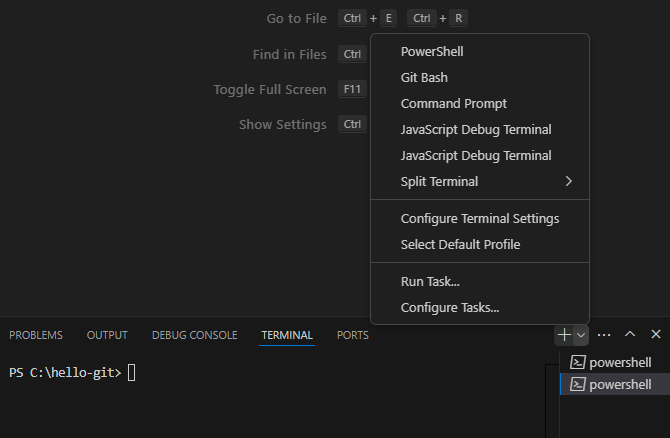 Go to File Ctrl + E Ctrl + R
Find in Files Ctrl
Toggle Full Screen F11
Show Settings Ctrl
PowerShell
Git Bash
Command Prompt
JavaScript Debug Terminal
JavaScript Debug Terminal
Split Terminal
Configure Terminal Settings
Select Default Profile
Run Task...
Configure Tasks...
PROBLEMS OUTPUT DEBUG CONSOLE TERMINAL PORTS
PS C:\hello-git>
powershell
powershell